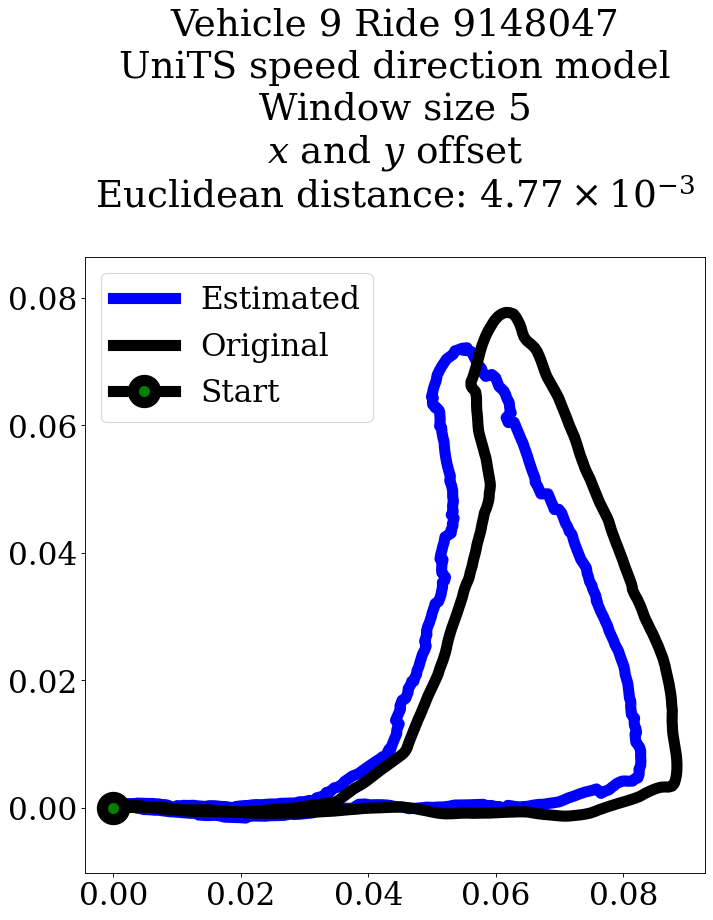 Vehicle 9 Ride 9148047
UniTS speed direction model
Window size 5
x and y offset
Euclidean distance: 4.77 × 10⁻³
Estimated
Original
Start
0.08
0.06
0.04
0.02
0.00
0.00 0.02 0.04 0.06 0.08